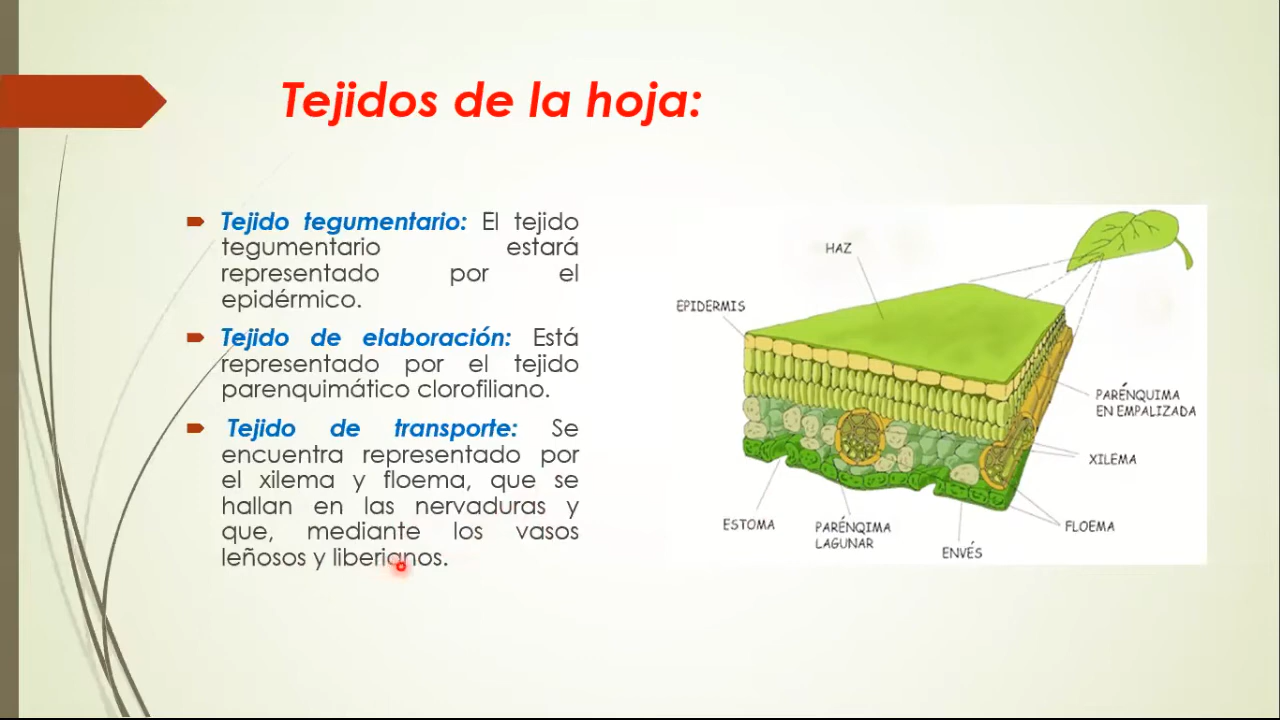 Tejidos de la hoja:
Tejido tegumentario: El tejido
tegumentario estará
representado por el
epidérmico.
Tejido de elaboración: Está
representado por el tejido
parenquimático clorofiliano.
Tejido de transporte: Se
encuentra representado por
el xilema y floema, que se
hallan en las nervaduras y
que, mediante los vasos
leñosos y liberianos.
HAZ
EPIDERMIS
PARÉNQUIMA
EN EMPALIZADA
XILEMA
FLOEMA
ESTOMA
PARÉNQIMA
LAGUNAR
ENVÉS